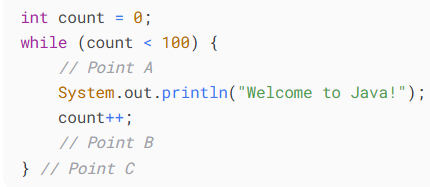 int count = 0;
while (count < 100) {
    // Point A
    System.out.println("Welcome to Java!");
    count++;
    // Point B
} // Point C